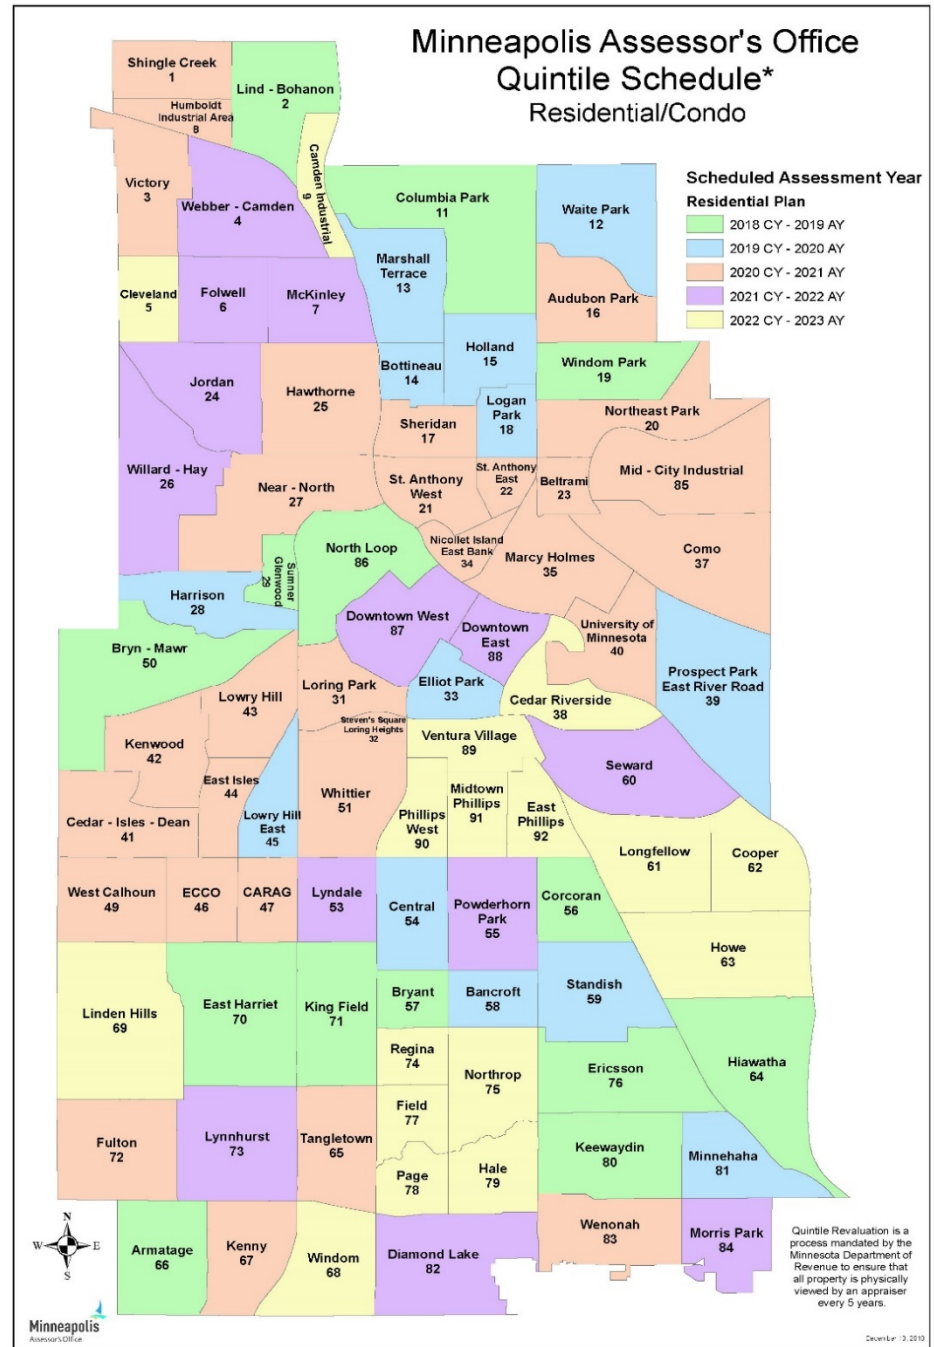 Minneapolis Assessor's Office
Quintile Schedule*
Residential/Condo
Scheduled Assessment Year
Residential Plan
2018 CY - 2019 AY
2019 CY - 2020 AY
2020 CY - 2021 AY
2021 CY - 2022 AY
2022 CY - 2023 AY
Shingle Creek
1
Lind - Bohanon
2
Humboldt
Industrial Area
8
Camden Industrial
9
Victory
3
Webber - Camden
4
Columbia Park
11
Waite Park
12
Marshall
Terrace
13
Cleveland
5
Folwell
6
McKinley
7
Audubon Park
16
Holland
15
Bottineau
14
Windom Park
19
Jordan
24
Hawthorne
25
Logan
Park
18
Sheridan
17
Northeast Park
20
Willard - Hay
26
Near - North
27
St. Anthony
West
21
St. Anthony
East
22
Beltrami
23
Mid - City Industrial
85
North Loop
86
Nicollet Island
East Bank
34
Marcy Holmes
35
Como
37
Sumner
Glenwood
29
Harrison
28
Downtown West
87
Downtown
East
88
University of
Minnesota
40
Bryn - Mawr
50
Prospect Park
East River Road
39
Lowry Hill
43
Loring Park
31
Elliot Park
33
Cedar Riverside
38
Steven's Square
Loring Heights
32
Kenwood
42
Ventura Village
89
Seward
60
East Isles
44
Whittier
51
Midtown
Phillips
91
Cedar - Isles - Dean
41
Lowry Hill
East
45
Phillips
West
90
East
Phillips
92
Longfellow
61
Cooper
62
West Calhoun
49
ECCO
46
CARAG
47
Lyndale
53
Central
54
Powderhorn
Park
55
Corcoran
56
Howe
63
Linden Hills
69
East Harriet
70
King Field
71
Bryant
57
Bancroft
58
Standish
59
Regina
74
Northrop
75
Ericsson
76
Hiawatha
64
Field
77
Fulton
72
Lynnhurst
73
Tangletown
65
Keewaydin
80
Minnehaha
81
Page
78
Hale
79
Armatage
66
Kenny
67
Windom
68
Diamond Lake
82
Wenonah
83
Morris Park
84
N
W
E
S
Quintile Revaluation is a
process mandated by the
Minnesota Department of
Revenue to ensure that
all property is physically
viewed by an appraiser
every 5 years.
Minneapolis
Assessor's Office